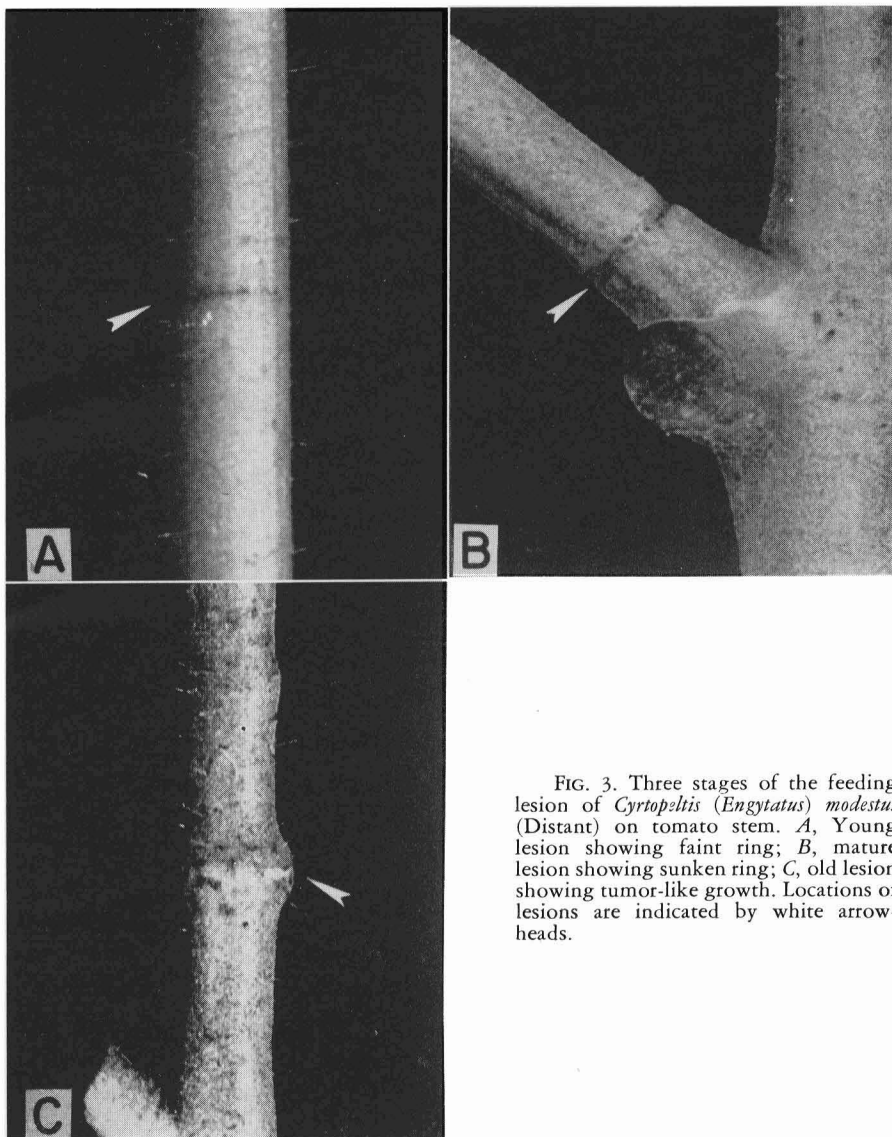 A
B
C
FIG. 3. Three stages of the feeding
lesion of Cyrtopeltis (Engytatus) modestus
(Distant) on tomato stem. A, Young
lesion showing faint ring; B, mature
lesion showing sunken ring; C, old lesion
showing tumor-like growth. Locations of
lesions are indicated by white arrow-
heads.